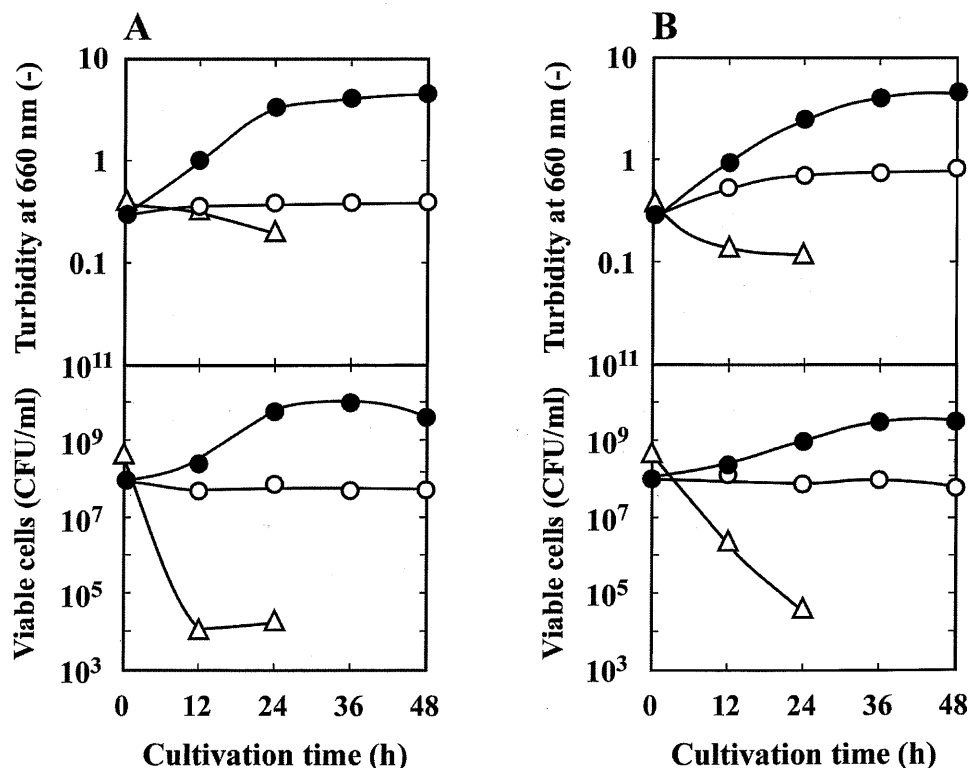 A
B
Turbidity at 660 nm (-)
10
1
0.1
Viable cells (CFU/ml)
10¹¹
10⁹
10⁷
10⁵
10³
0 12 24 36 48
Cultivation time (h)
Turbidity at 660 nm (-)
10
1
0.1
Viable cells (CFU/ml)
10¹¹
10⁹
10⁷
10⁵
10³
0 12 24 36 48
Cultivation time (h)